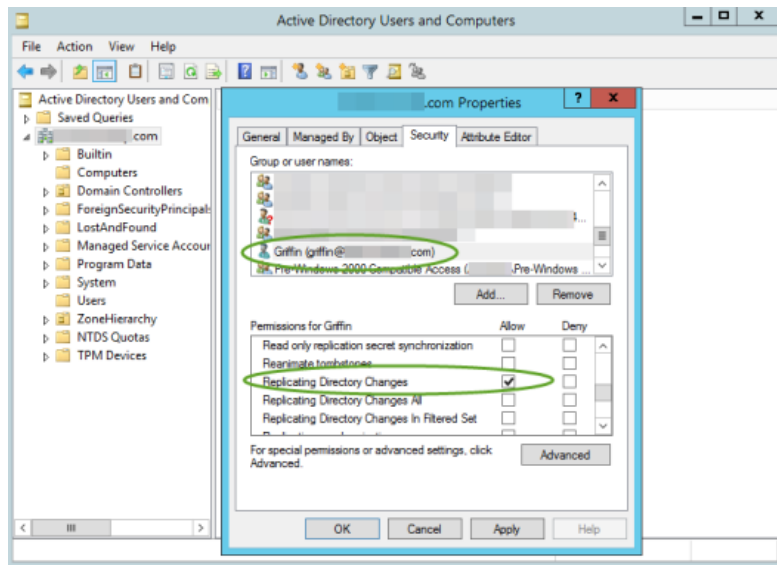 Active Directory Users and Computers
File Action View Help
Active Directory Users and Com
Saved Queries
.com
Builtin
Computers
Domain Controllers
ForeignSecurityPrincipals
LostAndFound
Managed Service Accour
Program Data
System
Users
ZoneHierarchy
NTDS Quotas
TPM Devices
.com Properties
? x
General Managed By Object Security Attribute Editor
Group or user names:
Griffin (griffin@ com)
Pre-Windows 2000 Compatible Access ( \Pre-Windows ...
Add... Remove
Permissions for Griffin Allow Deny
Read only replication secret synchronization
Reanimate tombstones
Replicating Directory Changes
Replicating Directory Changes All
Replicating Directory Changes In Filtered Set
For special permissions or advanced settings, click
Advanced.
Advanced
OK Cancel Apply Help